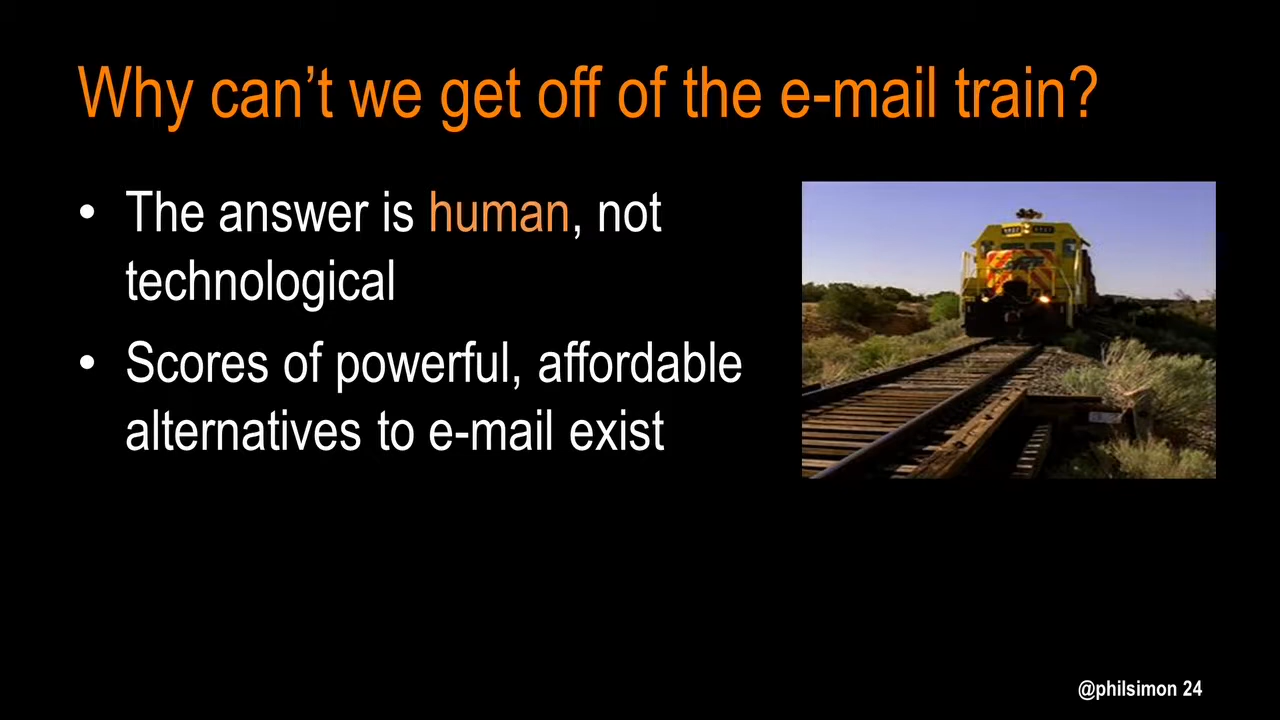 Why can’t we get off of the e-mail train?
• The answer is human, not
technological
• Scores of powerful, affordable
alternatives to e-mail exist
@philsimon 24